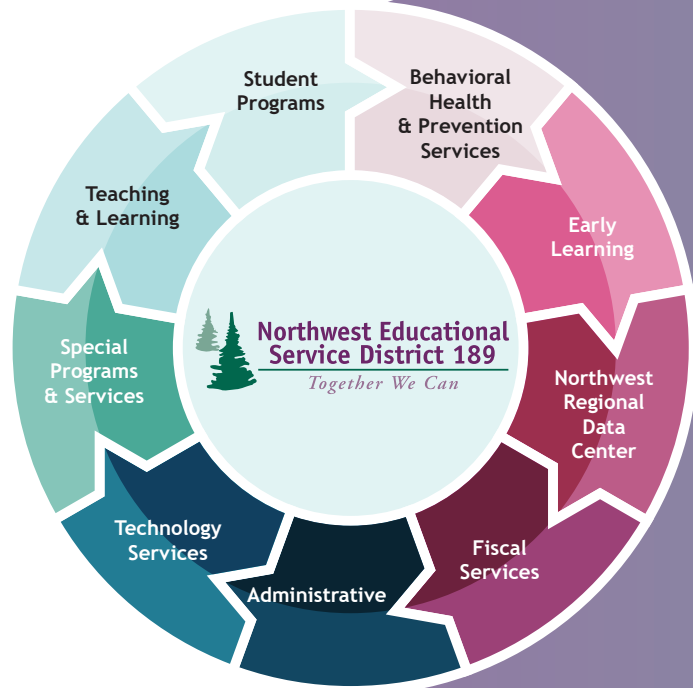 Student
Programs
Behavioral
Health
& Prevention
Services
Early
Learning
Northwest
Regional
Data
Center
Fiscal
Services
Administrative
Technology
Services
Special
Programs
& Services
Teaching
& Learning
Northwest Educational
Service District 189
Together We Can